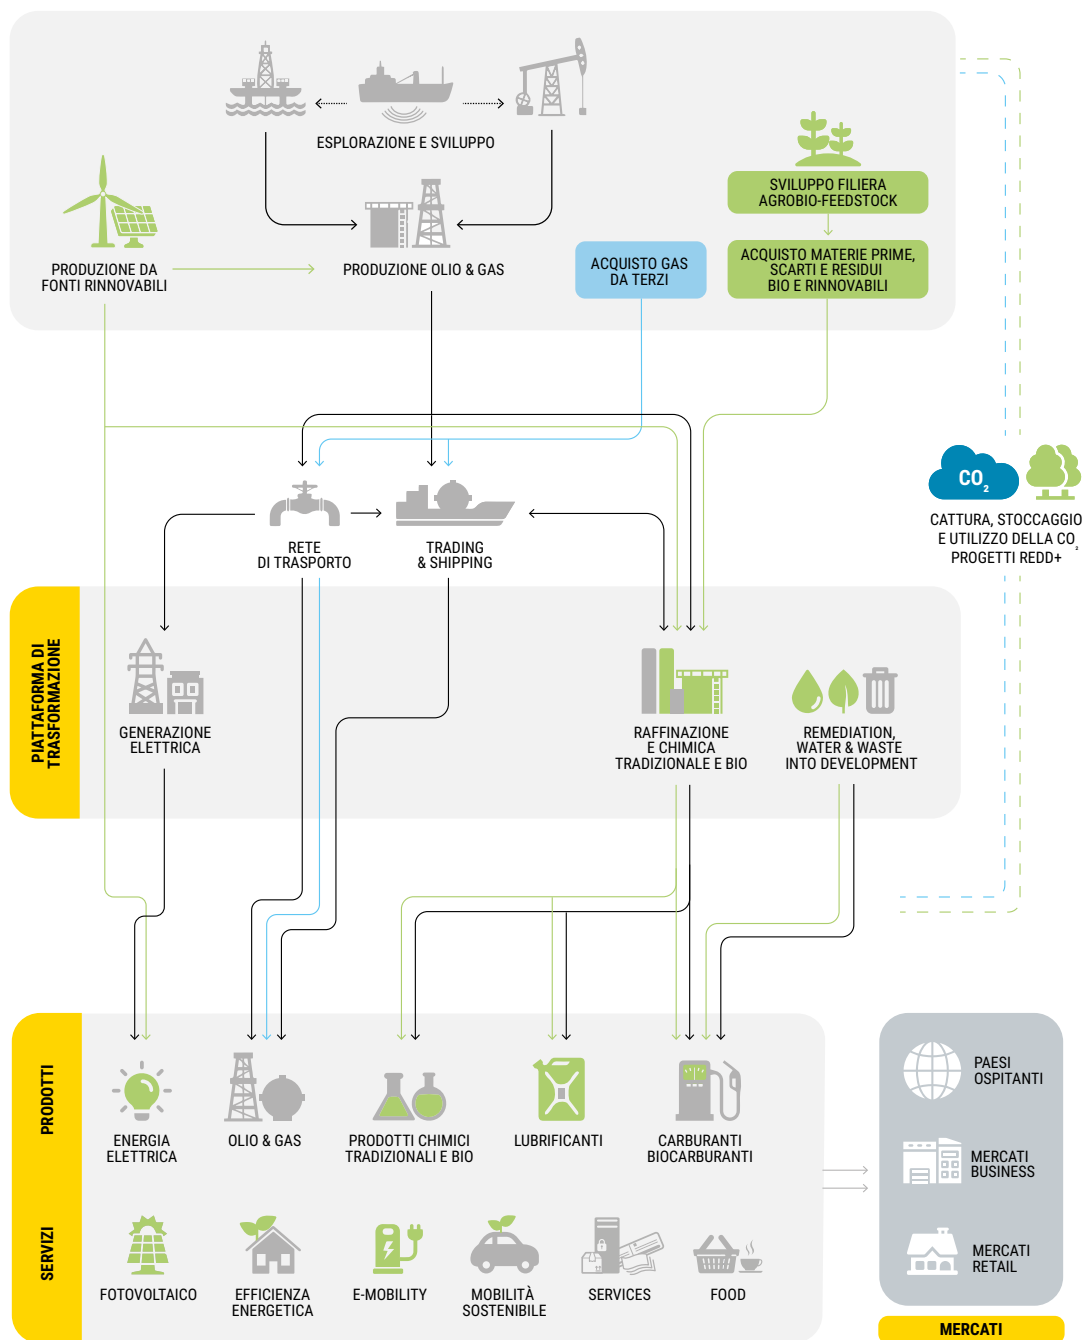 ESPLORAZIONE E SVILUPPO
SVILUPPO FILIERA
AGROBIO-FEEDSTOCK
PRODUZIONE DA
FONTI RINNOVABILI
PRODUZIONE OLIO & GAS
ACQUISTO GAS
DA TERZI
ACQUISTO MATERIE PRIME,
SCARTI E RESIDUI
BIO E RINNOVABILI
CO₂
CATTURA, STOCCAGGIO
E UTILIZZO DELLA CO₂
PROGETTI REDD+
RETE
DI TRASPORTO
TRADING
& SHIPPING
PIATTAFORMA DI
TRASFORMAZIONE
GENERAZIONE
ELETTRICA
RAFFINAZIONE
E CHIMICA
TRADIZIONALE E BIO
REMEDIATION,
WATER & WASTE
INTO DEVELOPMENT
PRODOTTI
ENERGIA
ELETTRICA
OLIO & GAS
PRODOTTI CHIMICI
TRADIZIONALI E BIO
LUBRIFICANTI
CARBURANTI
BIOCARBURANTI
SERVIZI
FOTOVOLTAICO
EFFICIENZA
ENERGETICA
E-MOBILITY
MOBILITÀ
SOSTENIBILE
SERVICES
FOOD
PAESI
OSPITANTI
MERCATI
BUSINESS
MERCATI
RETAIL
MERCATI